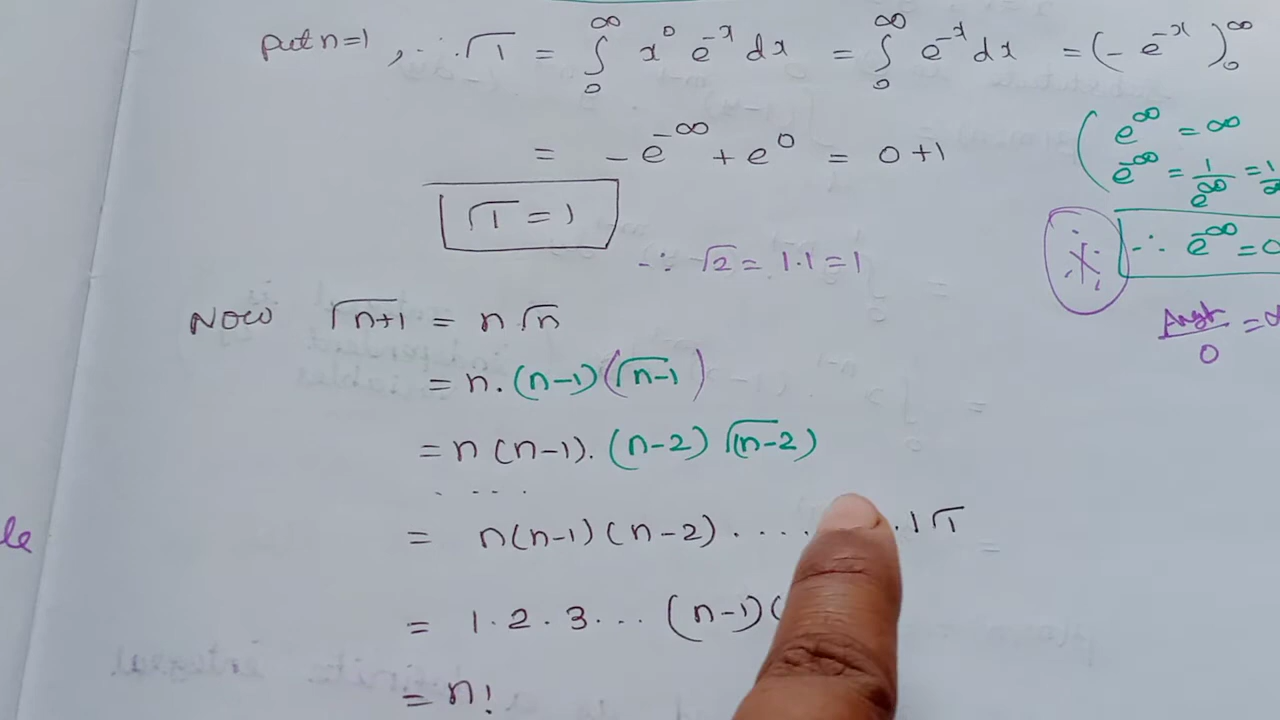 put n=1, ∴ Γ1 = ∫₀^∞ x⁰ e⁻ˣ dx = ∫₀^∞ e⁻ˣ dx = (- e⁻ˣ)₀^∞
= -e^-∞ + e⁰ = 0+1
( e^∞ = ∞
e^-∞ = 1/e^∞ = 1/∞
Γ1 = 1
∴ e^-∞ = 0
∴ Γ2 = 1.1 = 1
Now Γn+1 = n Γn
/0
= n. (n-1) (Γn-1)
= n (n-1). (n-2) Γ(n-2)
. . . .
= n(n-1) (n-2) . . . . . 1 Γ1
= 1 . 2 . 3 . . . (n-1)(
= n!